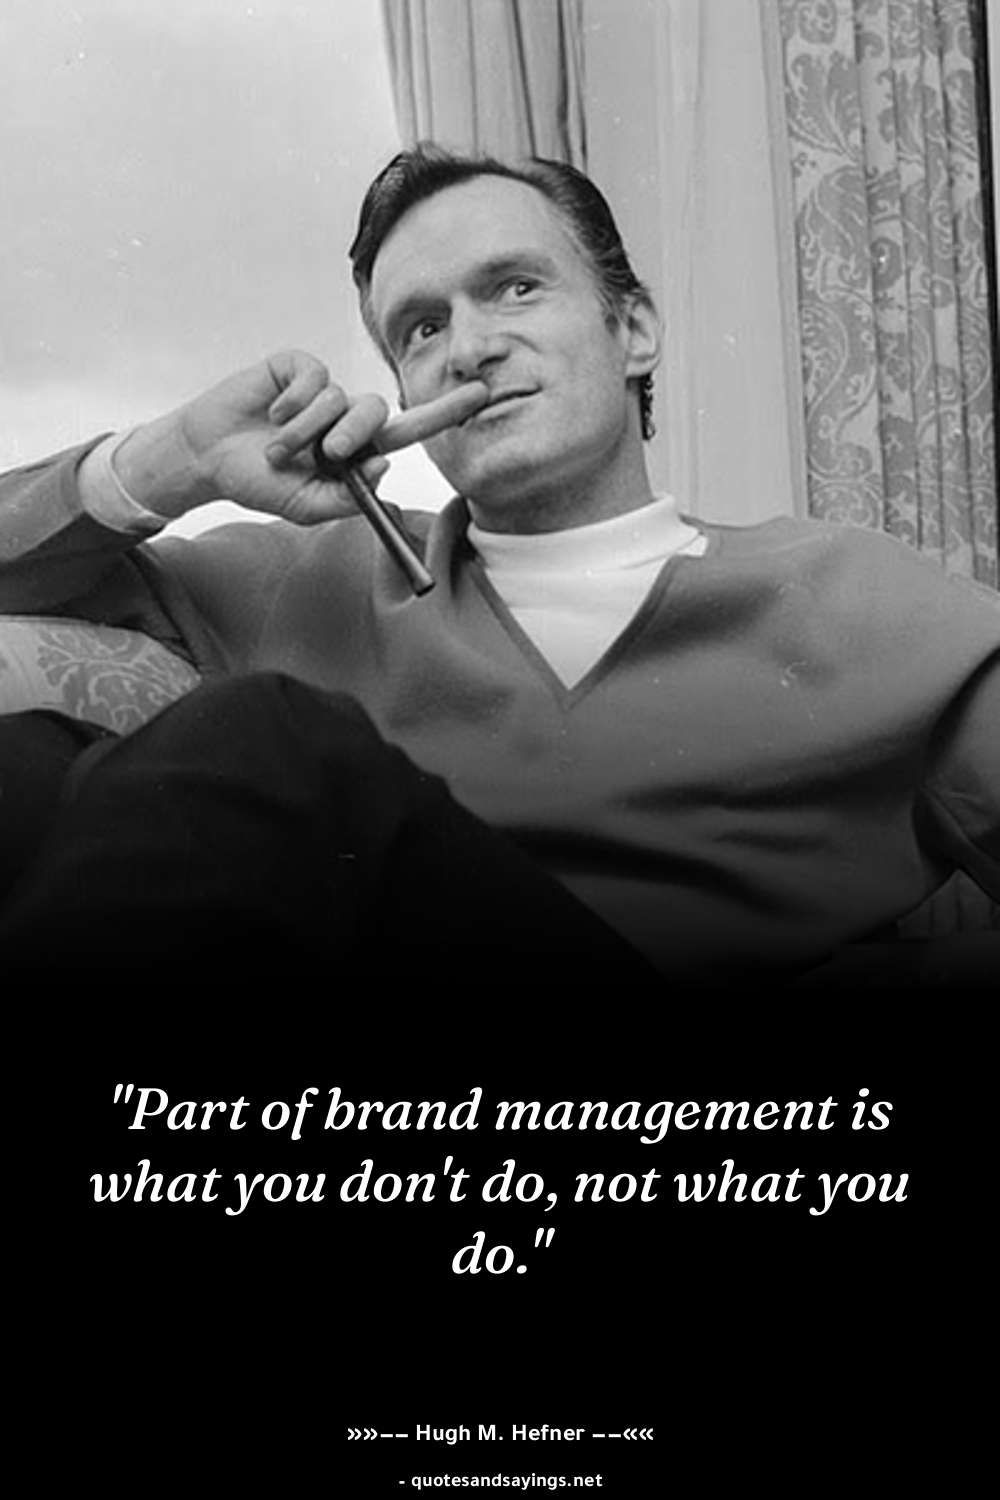 "Part of brand management is
what you don't do, not what you
do."
»»–– Hugh M. Hefner ––««
- quotesandsayings.net